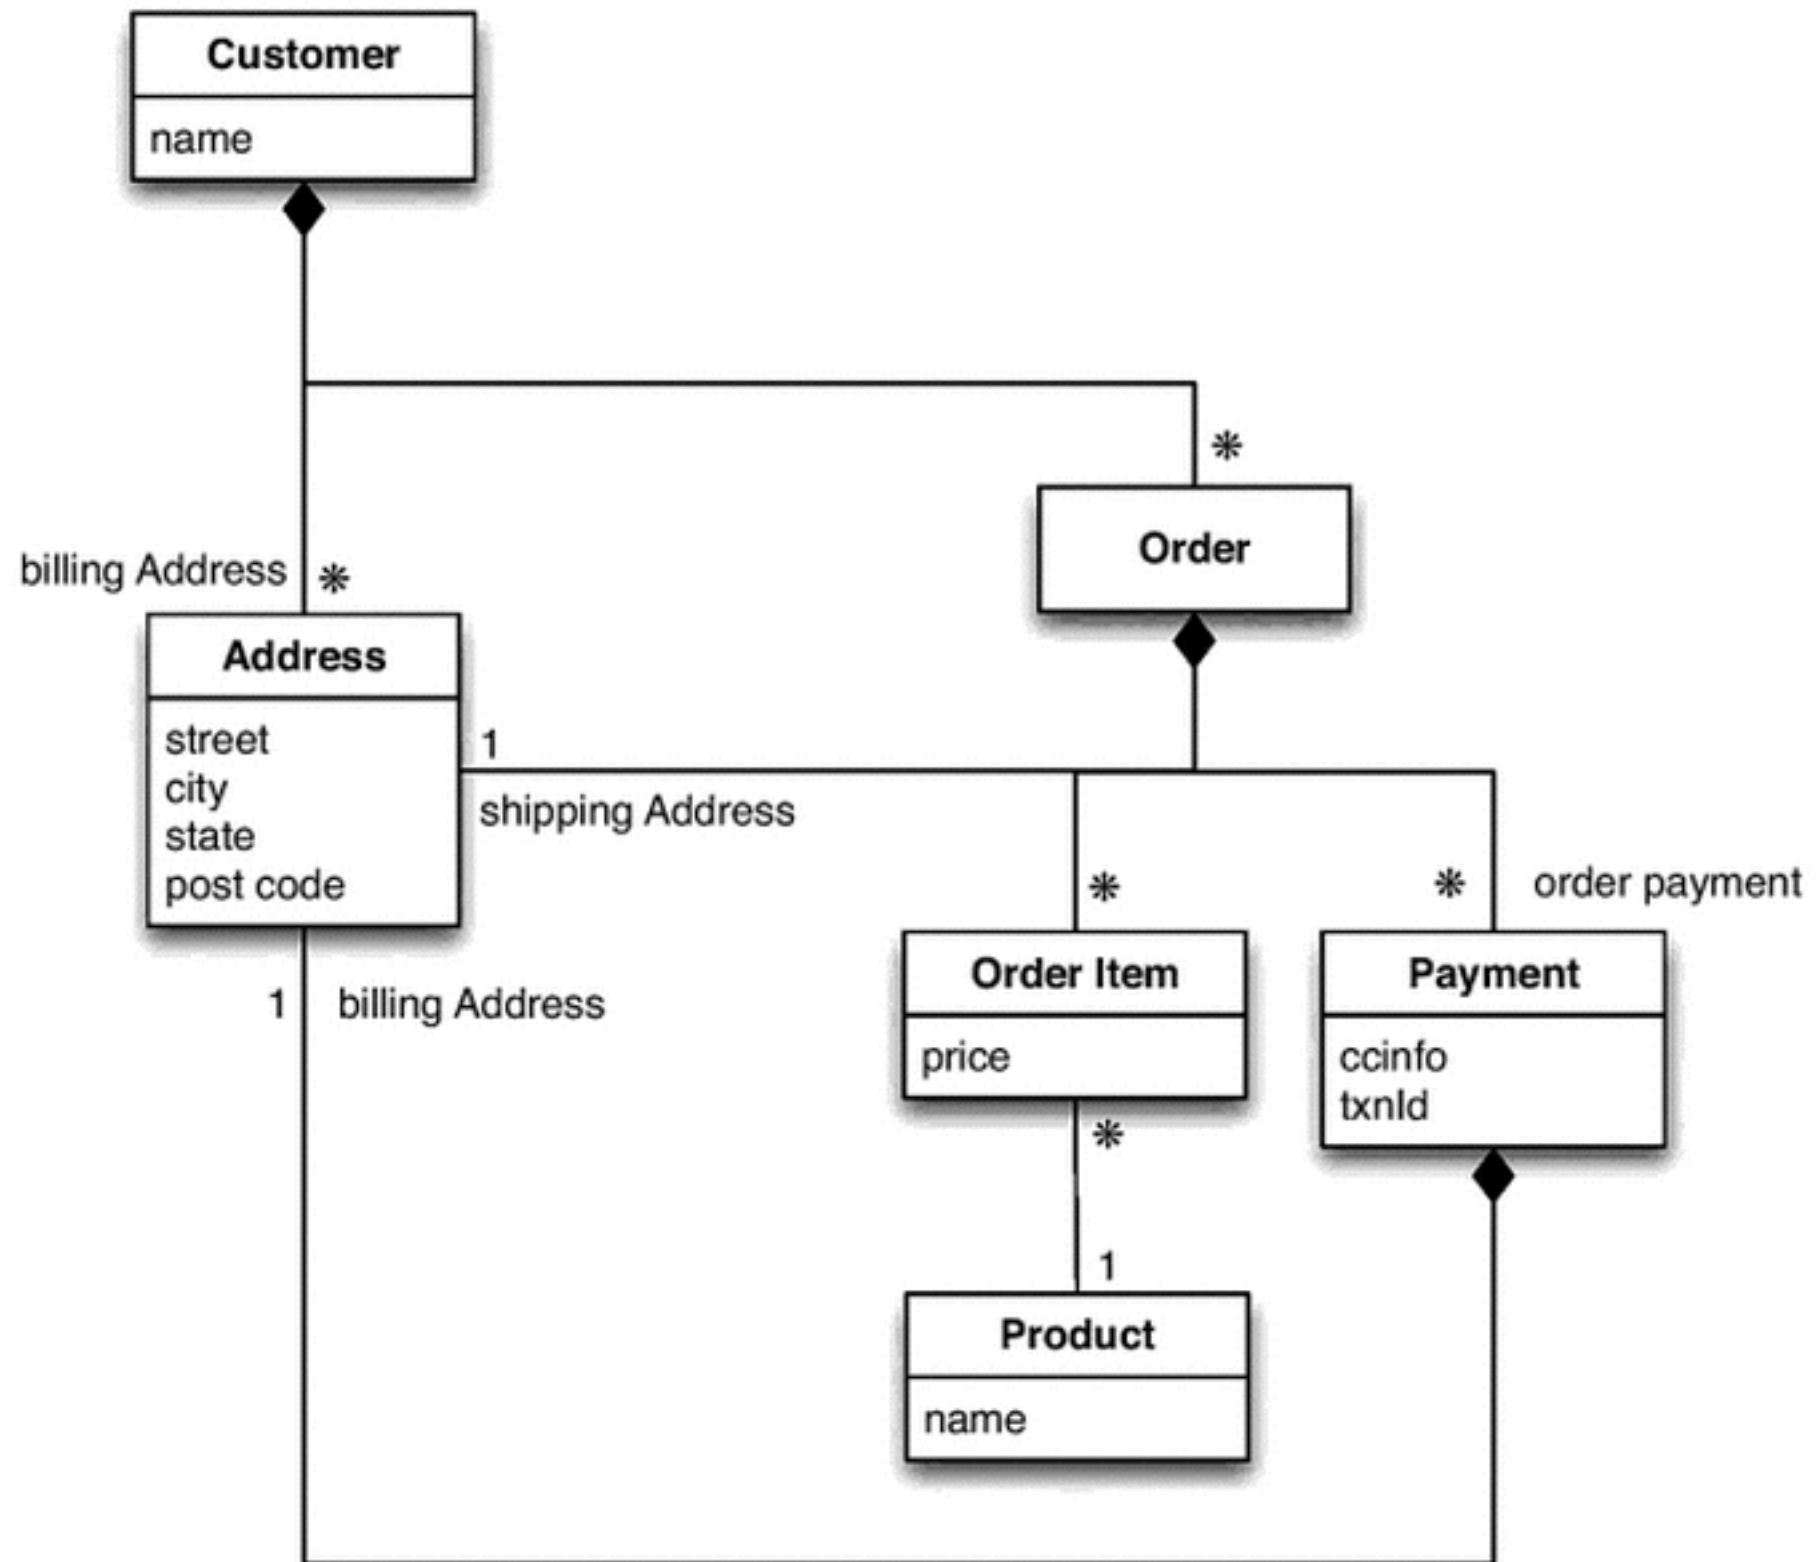 Customer
name
*
Order
billing Address *
Address
street
city
state
post code
1
shipping Address
*
* order payment
Order Item
price
Payment
ccinfo
txnId
1 billing Address
*
1
Product
name